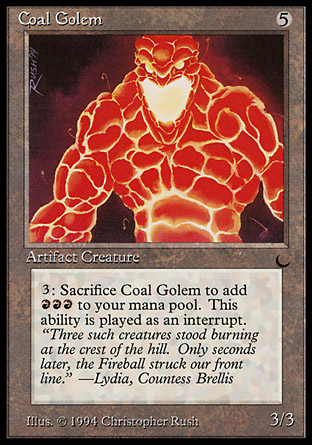 Coal Golem 5
RUSH94
Artifact Creature
3: Sacrifice Coal Golem to add
RRR to your mana pool. This
ability is played as an interrupt.
“Three such creatures stood burning
at the crest of the hill. Only seconds
later, the Fireball struck our front
line.” —Lydia, Countess Brellis
Illus. © 1994 Christopher Rush 3/3